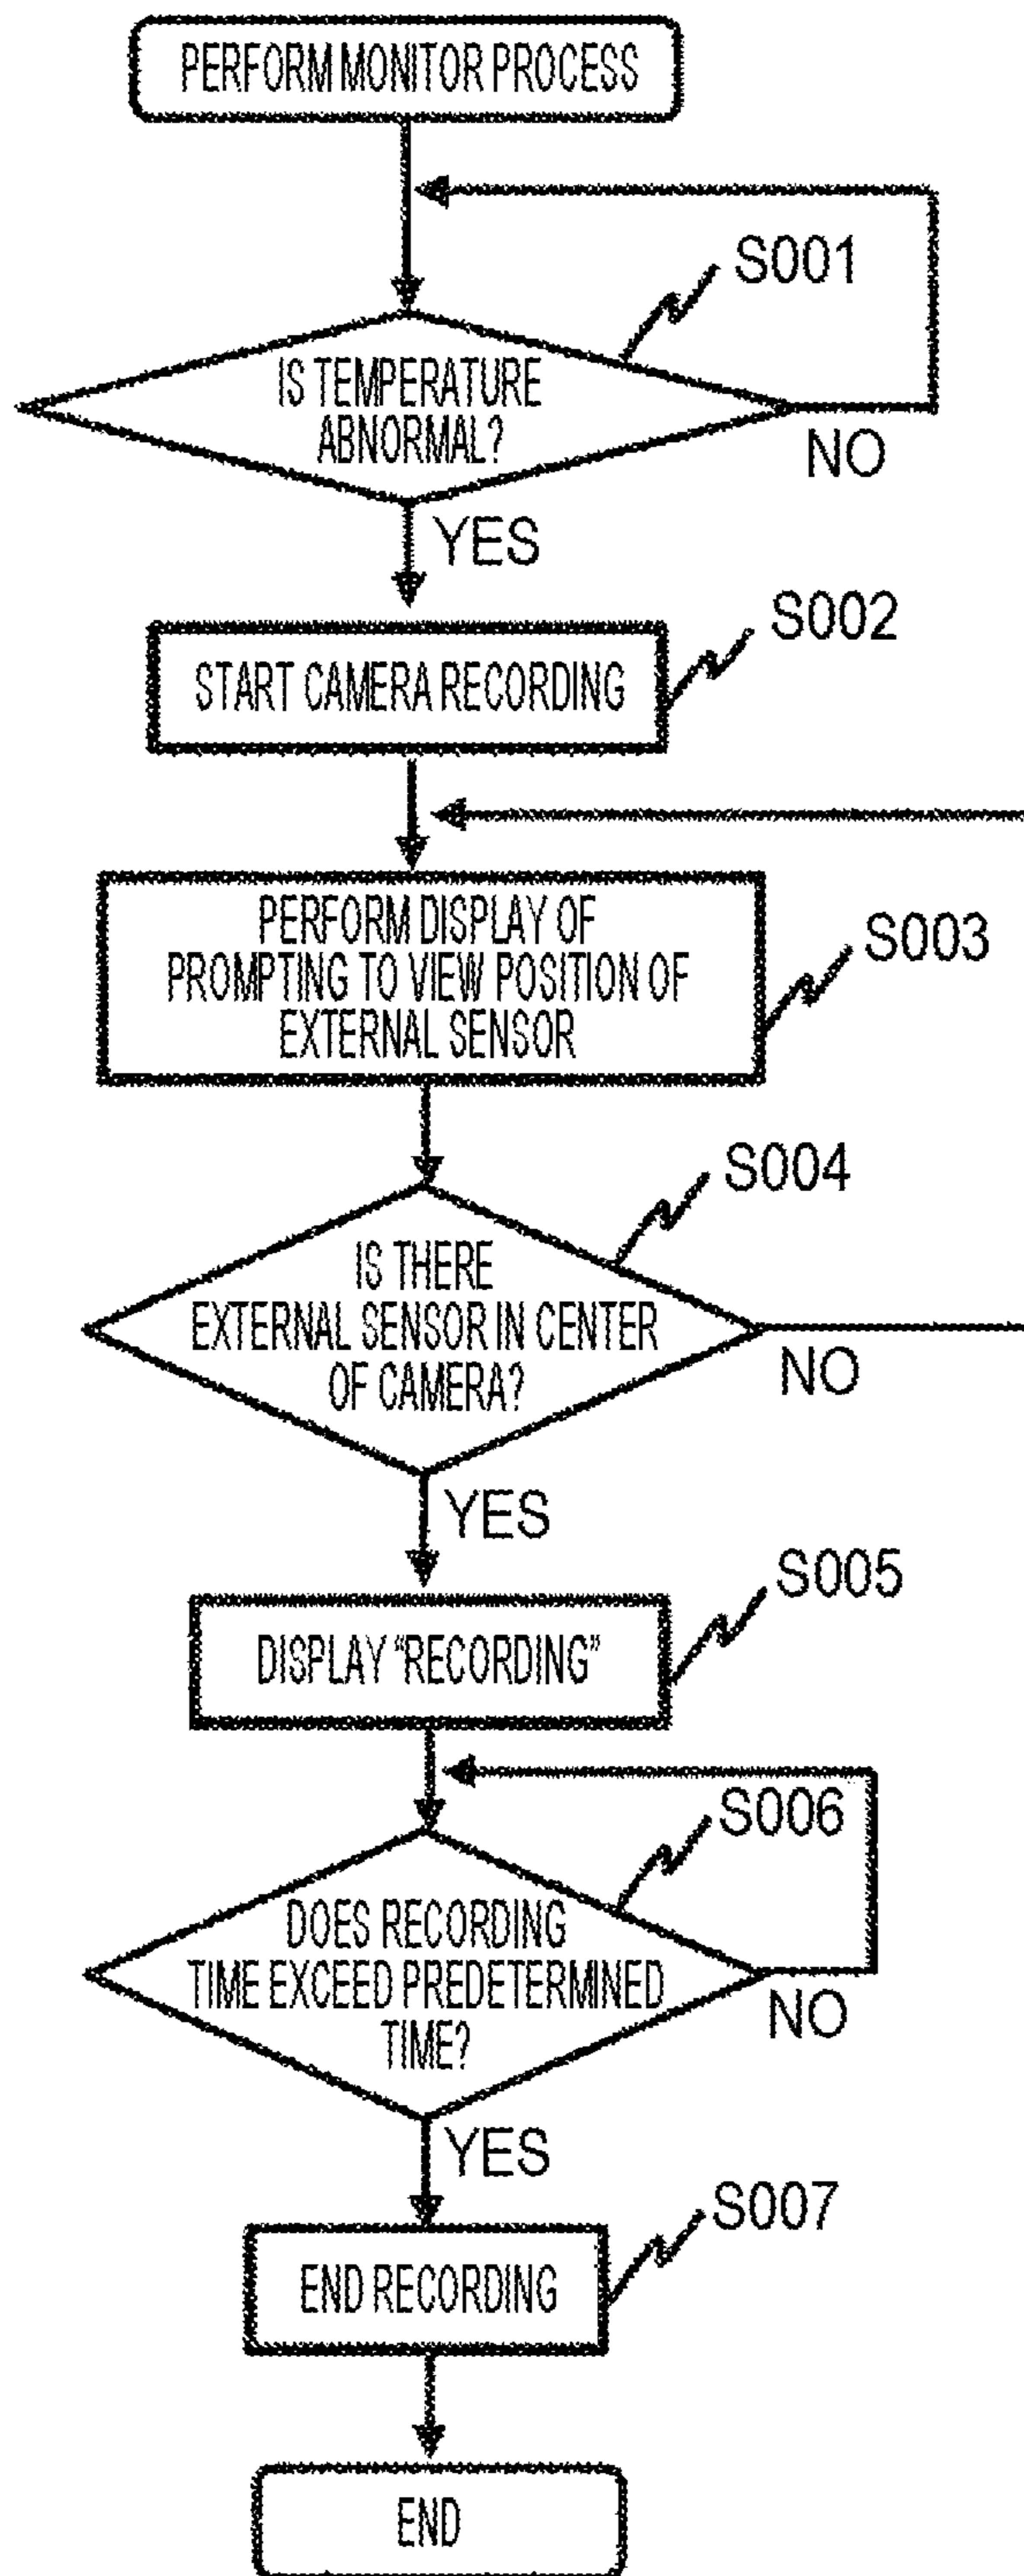 PERFORM MONITOR PROCESS
S001
IS TEMPERATURE
ABNORMAL?
NO
YES
S002
START CAMERA RECORDING
PERFORM DISPLAY OF
PROMPTING TO VIEW POSITION OF
EXTERNAL SENSOR
S003
S004
IS THERE
EXTERNAL SENSOR IN CENTER
OF CAMERA?
NO
YES
S005
DISPLAY “RECORDING”
S006
DOES RECORDING
TIME EXCEED PREDETERMINED
TIME?
NO
YES
S007
END RECORDING
END